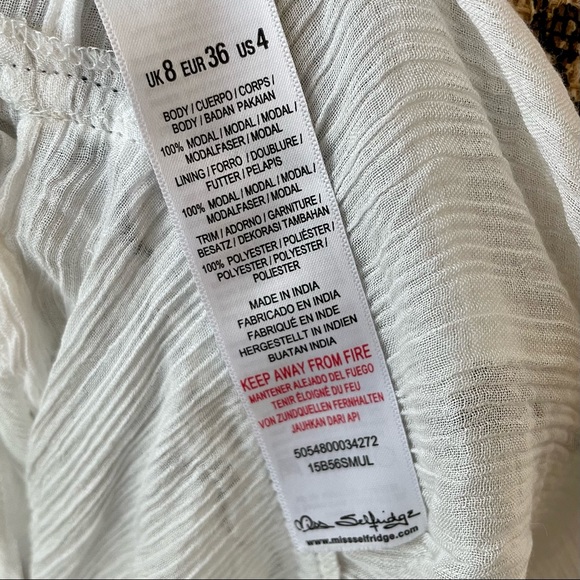 UK 8 EUR 36 US 4
BODY / CUERPO / CORPS /
BODY / BADAN PAKAIAN
100% MODAL / MODAL / MODAL /
MODALFASER / MODAL
LINING / FORRO / DOUBLURE /
FUTTER / PELAPIS
100% MODAL / MODAL / MODAL /
MODALFASER / MODAL
TRIM / ADORNO / GARNITURE /
BESATZ / DEKORASI TAMBAHAN
100% POLYESTER / POLIÉSTER /
POLYESTER / POLYESTER /
POLIESTER
MADE IN INDIA
FABRICADO EN INDIA
FABRIQUÉ EN INDE
HERGESTELLT IN INDIEN
BUATAN INDIA
KEEP AWAY FROM FIRE
MANTENER ALEJADO DEL FUEGO
TENIR ÉLOIGNÉ DU FEU
VON ZUNDQUELLEN FERNHALTEN
JAUHKAN DARI API
5054800034272
15B56SMUL
Miss Selfridge
www.missselfridge.com